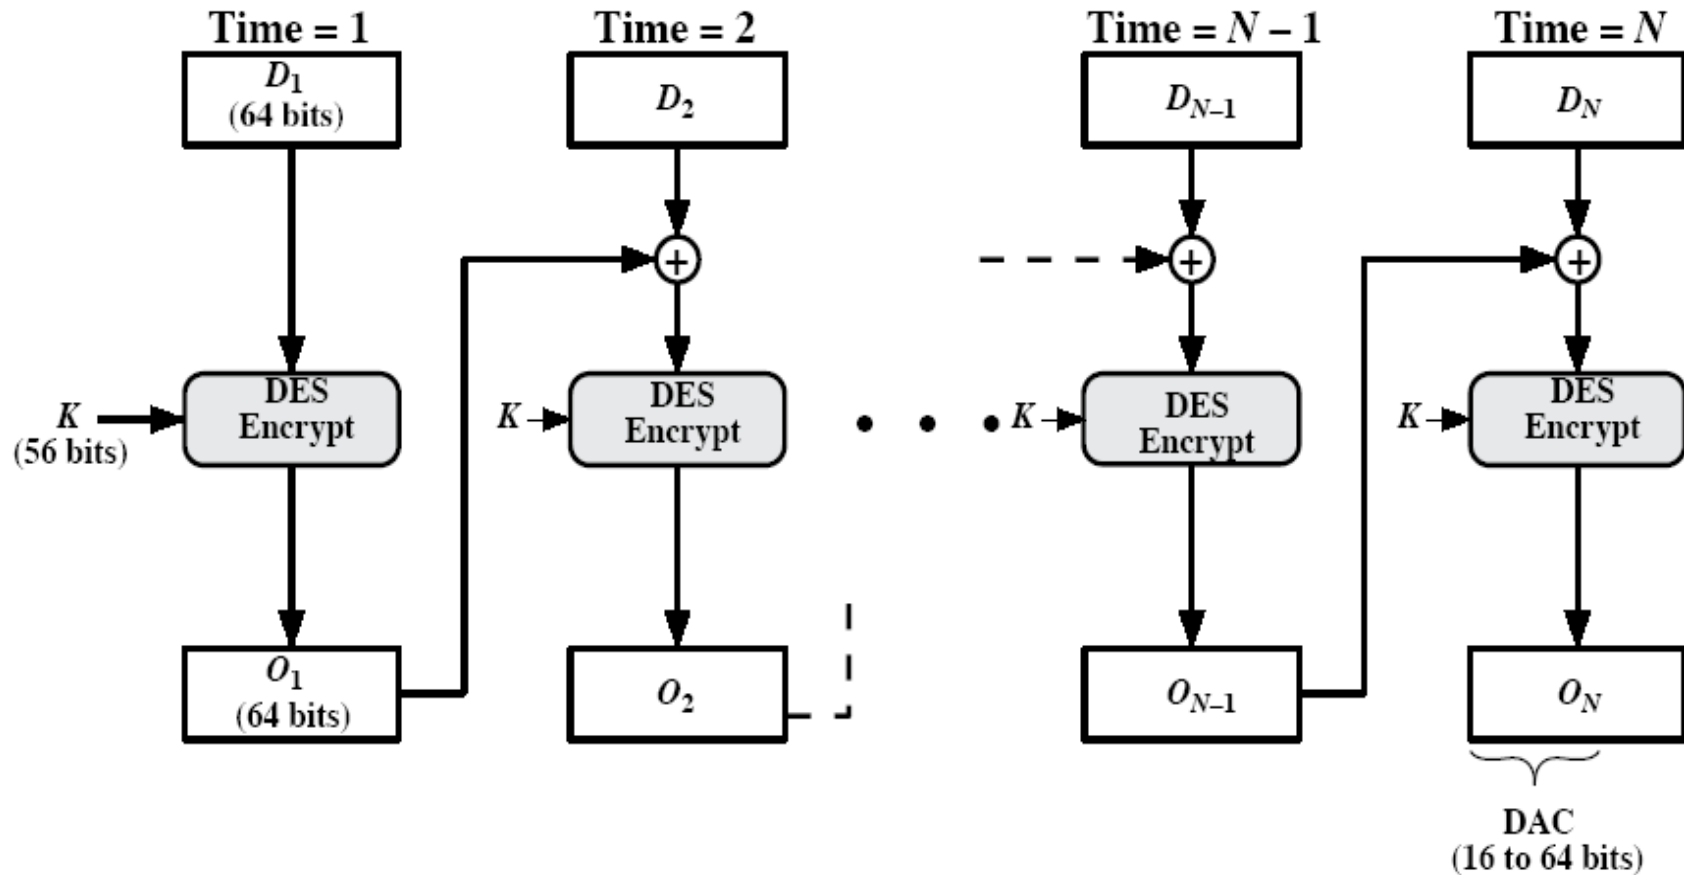 Time = 1
Time = 2
Time = N – 1
Time = N
D1
(64 bits)
D2
DN–1
DN
+
+
+
DES
Encrypt
DES
Encrypt
DES
Encrypt
DES
Encrypt
K
(56 bits)
K
K
K
O1
(64 bits)
O2
ON–1
ON
DAC
(16 to 64 bits)